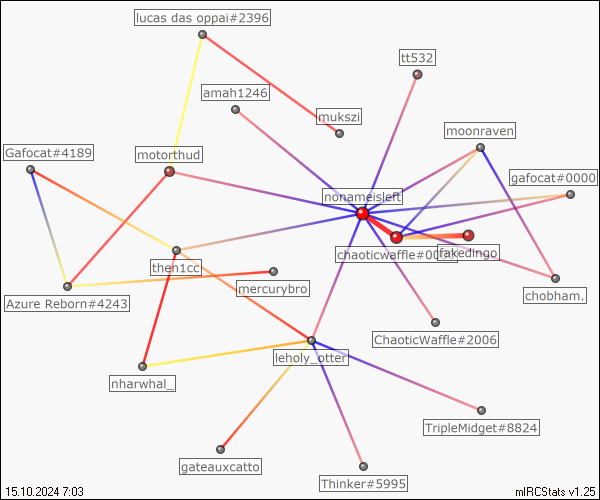 lucas das oppai#2396
tt532
amah1246
mukszi
moonraven
Gafocat#4189
motorthud
gafocat#0000
nonameisleft
chaoticwaffle#00
fakedingo
then1cc
mercurybro
chobham.
Azure Reborn#4243
ChaoticWaffle#2006
leholy_otter
nharwhal_
TripleMidget#8824
gateauxcatto
Thinker#5995
15.10.2024 7:03
mIRCStats v1.25